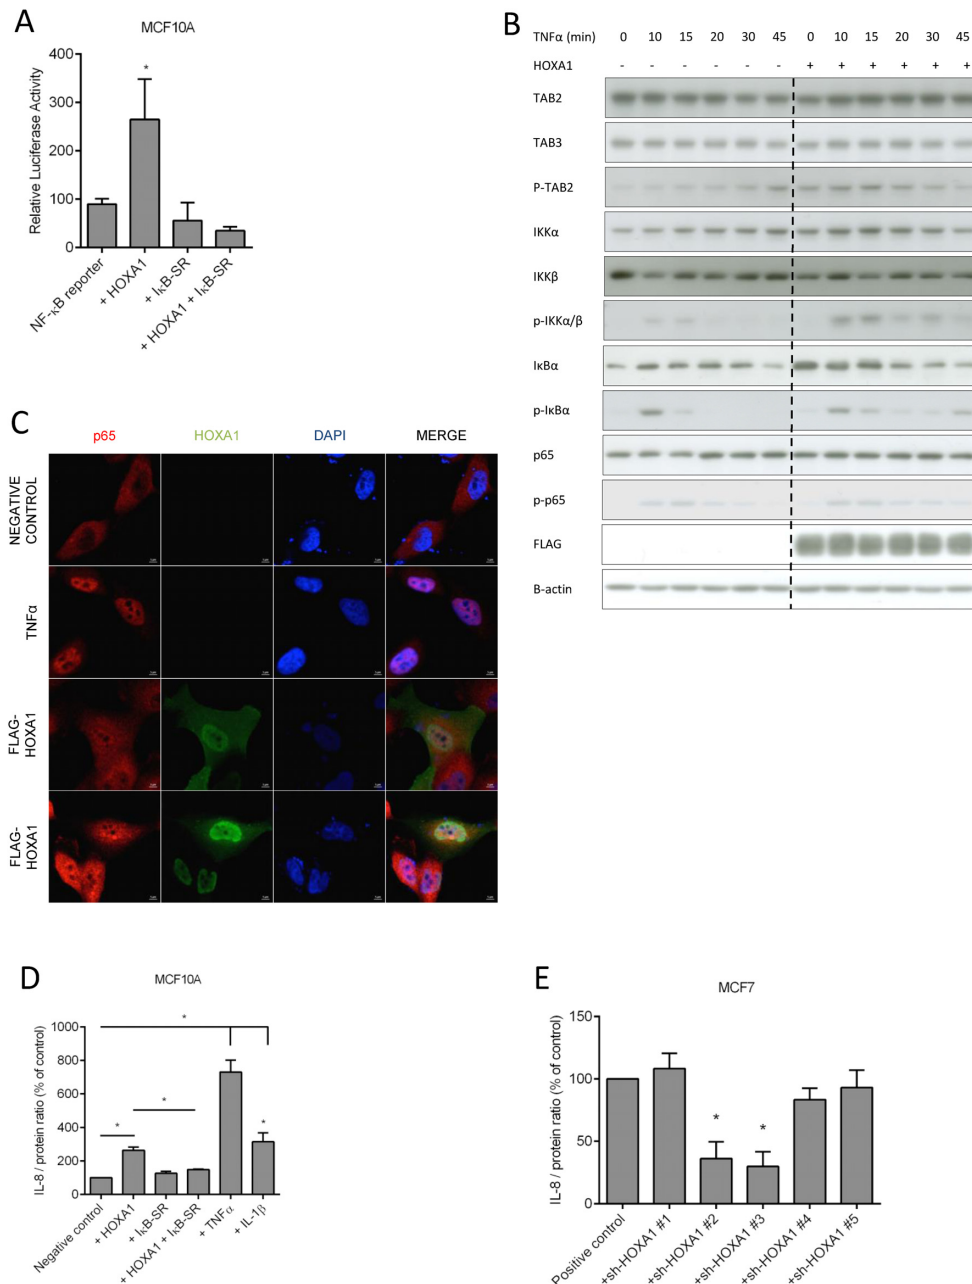 A
MCF10A
400
300
200
100
0
Relative Luciferase Activity
*
NF-κB reporter
+ HOXA1
+ IκB-SR
+ HOXA1 + IκB-SR
B
TNFα (min) 0 10 15 20 30 45 0 10 15 20 30 45
HOXA1 - - - - - - + + + + + +
TAB2
TAB3
P-TAB2
IKKα
IKKβ
p-IKKα/β
IκBα
p-IκBα
p65
p-p65
FLAG
B-actin
C
p65 HOXA1 DAPI MERGE
NEGATIVE
CONTROL
TNFα
FLAG-
HOXA1
FLAG-
HOXA1
D
MCF10A
1000
800
600
400
200
0
IL-8 / protein ratio (% of control)
*
*
*
*
Negative control
+ HOXA1
+ IκB-SR
+ HOXA1 + IκB-SR
+ TNFα
+ IL-1β
E
MCF7
150
100
50
0
IL-8 / protein ratio (% of control)
*
*
Positive control
+sh-HOXA1 #1
+sh-HOXA1 #2
+sh-HOXA1 #3
+sh-HOXA1 #4
+sh-HOXA1 #5